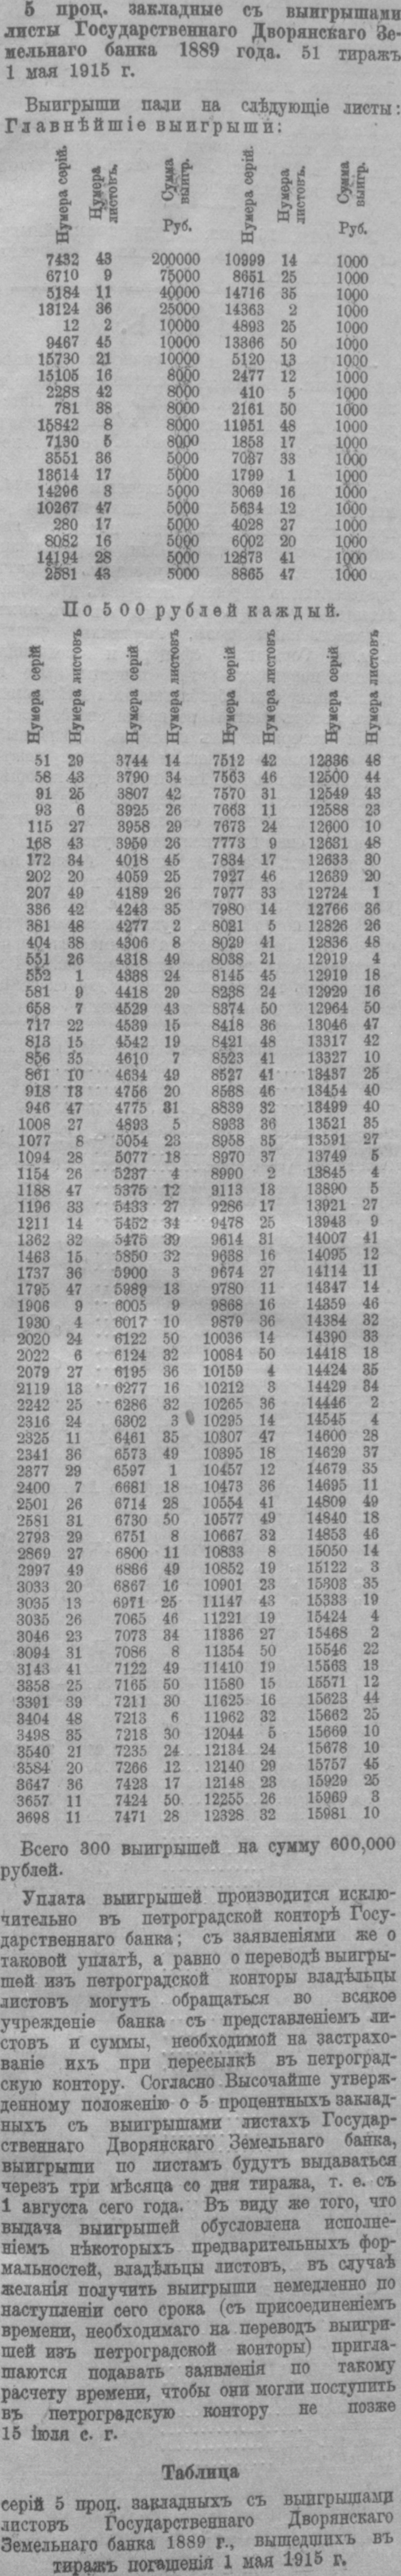 5 проц. закладные съ выигрышами
листы Государственнаго Дворянскаго Зе-
мельнаго банка 1889 года. 51 тиражъ
1 мая 1915 г.
Выигрыши пали на слѣдующіе листы:
Главнѣйшіе выигрыши:
Нумера серій. Нумера листовъ. Сумма выигр. Нумера серій. Нумера листовъ. Сумма выигр.
Руб. Руб.
7432 43 200000 10999 14 1000
6710 9 75000 8651 25 1000
5184 11 40000 14716 35 1000
13124 36 25000 14363 2 1000
12 2 10000 4893 25 1000
9467 45 10000 13366 50 1000
15730 21 10000 5120 13 1000
15105 16 8000 2477 12 1000
2288 42 8000 410 5 1000
781 38 8000 2161 50 1000
15842 8 8000 11951 48 1000
7130 5 8000 1853 17 1000
3551 36 5000 7037 33 1000
13614 17 5000 1799 1 1000
14296 3 5000 3069 16 1000
10267 47 5000 5634 12 1000
280 17 5000 4028 27 1000
8082 16 5000 6002 20 1000
14194 28 5000 12873 41 1000
2581 43 5000 8865 47 1000
По 500 рублей каждый.
Нумера серій Нумера листовъ Нумера серій Нумера листовъ Нумера серій Нумера листовъ Нумера серій Нумера листовъ
51 29 3744 14 7512 42 12336 48
58 43 3790 34 7563 46 12500 44
91 25 3807 42 7570 31 12549 43
93 6 3925 26 7663 11 12588 23
115 27 3958 29 7673 24 12600 10
168 43 3959 26 7773 9 12631 48
172 34 4018 45 7834 17 12633 30
202 20 4059 25 7927 46 12639 20
207 49 4189 26 7977 33 12724 1
336 42 4243 35 7980 14 12766 36
381 48 4277 2 8021 5 12826 26
404 38 4306 8 8029 41 12836 48
551 26 4318 49 8038 21 12919 4
552 1 4338 24 8145 45 12919 18
581 9 4418 29 8238 24 12929 16
658 7 4529 43 8374 50 12964 50
717 22 4539 15 8418 36 13046 47
813 15 4542 19 8421 48 13317 42
856 35 4610 7 8523 41 13327 10
861 10 4634 49 8527 41 13437 25
918 13 4756 20 8538 46 13454 40
946 47 4775 31 8839 32 13499 40
1008 27 4893 5 8933 36 13521 35
1077 8 5054 23 8958 35 13591 27
1094 28 5077 18 8970 37 13749 5
1154 26 5237 4 8990 2 13845 4
1188 47 5375 12 9113 13 13890 5
1196 33 5433 27 9286 17 13921 27
1211 14 5452 34 9478 25 13943 9
1362 32 5475 39 9614 31 14007 41
1463 15 5850 32 9638 16 14095 12
1737 36 5900 3 9674 27 14114 11
1795 47 5989 13 9780 11 14347 14
1906 9 6005 9 9868 16 14359 46
1930 4 6017 10 9879 36 14384 32
2020 24 6122 50 10036 14 14390 33
2022 6 6124 32 10084 50 14418 18
2079 27 6195 36 10159 4 14424 35
2119 13 6277 16 10212 3 14429 34
2242 25 6286 32 10265 36 14446 2
2316 24 6302 3 10295 14 14545 4
2325 11 6461 35 10307 47 14600 28
2341 36 6573 49 10395 18 14629 37
2377 29 6597 1 10457 12 14679 35
2400 7 6681 18 10473 36 14695 11
2501 26 6714 28 10554 41 14809 49
2581 31 6730 50 10577 49 14840 18
2793 29 6751 8 10667 32 14853 46
2869 27 6800 11 10833 8 15050 14
2997 49 6836 49 10852 19 15122 3
3033 20 6867 16 10901 23 15303 35
3035 13 6971 25 11147 43 15333 19
3035 26 7065 46 11221 19 15424 4
3046 23 7073 34 11336 27 15468 2
3094 31 7086 8 11354 50 15546 22
3143 41 7122 49 11410 19 15563 13
3358 25 7165 50 11580 15 15571 12
3391 39 7211 30 11625 16 15623 44
3404 48 7213 6 11962 32 15662 25
3498 35 7218 30 12044 5 15669 10
3540 21 7235 24 12134 24 15678 10
3584 20 7266 12 12140 29 15757 45
3647 36 7423 17 12148 23 15929 25
3657 11 7424 50 12255 26 15969 3
3698 11 7471 28 12328 32 15981 10
Всего 300 выигрышей на сумму 600,000
рублей.
Уплата выигрышей производится исклю-
чительно въ петроградской конторѣ Госу-
дарственнаго банка; съ заявленіями же о
таковой уплатѣ, а равно о переводѣ выигры-
шей изъ петроградской конторы владѣльцы
листовъ могутъ обращаться во всякое
учрежденіе банка съ представленіемъ ли-
стовъ и суммы, необходимой на застрахо-
ваніе ихъ при пересылкѣ въ петроград-
скую контору. Согласно Высочайше утверж-
денному положенію о 5 процентныхъ заклад-
ныхъ съ выигрышами листахъ Государ-
ственнаго Дворянскаго Земельнаго банка,
выигрыши по листамъ будутъ выдаваться
черезъ три мѣсяца со дня тиража, т. е. съ
1 августа сего года. Въ виду же того, что
выдача выигрышей обусловлена исполне-
ніемъ нѣкоторыхъ предварительныхъ фор-
мальностей, владѣльцы листовъ, въ случаѣ
желанія получить выигрыши немедленно по
наступленіи сего срока (съ присоединеніемъ
времени, необходимаго на переводъ выигры-
шей изъ петроградской конторы) пригла-
шаются подавать заявленія по такому
расчету времени, чтобы они могли поступить
въ петроградскую контору не позже
15 іюля с. г.
Таблица
серій 5 проц. закладныхъ съ выигрышами
листовъ Государственнаго Дворянскаго
Земельнаго банка 1889 г., вышедшихъ въ
тиражъ погашенія 1 мая 1915 г.